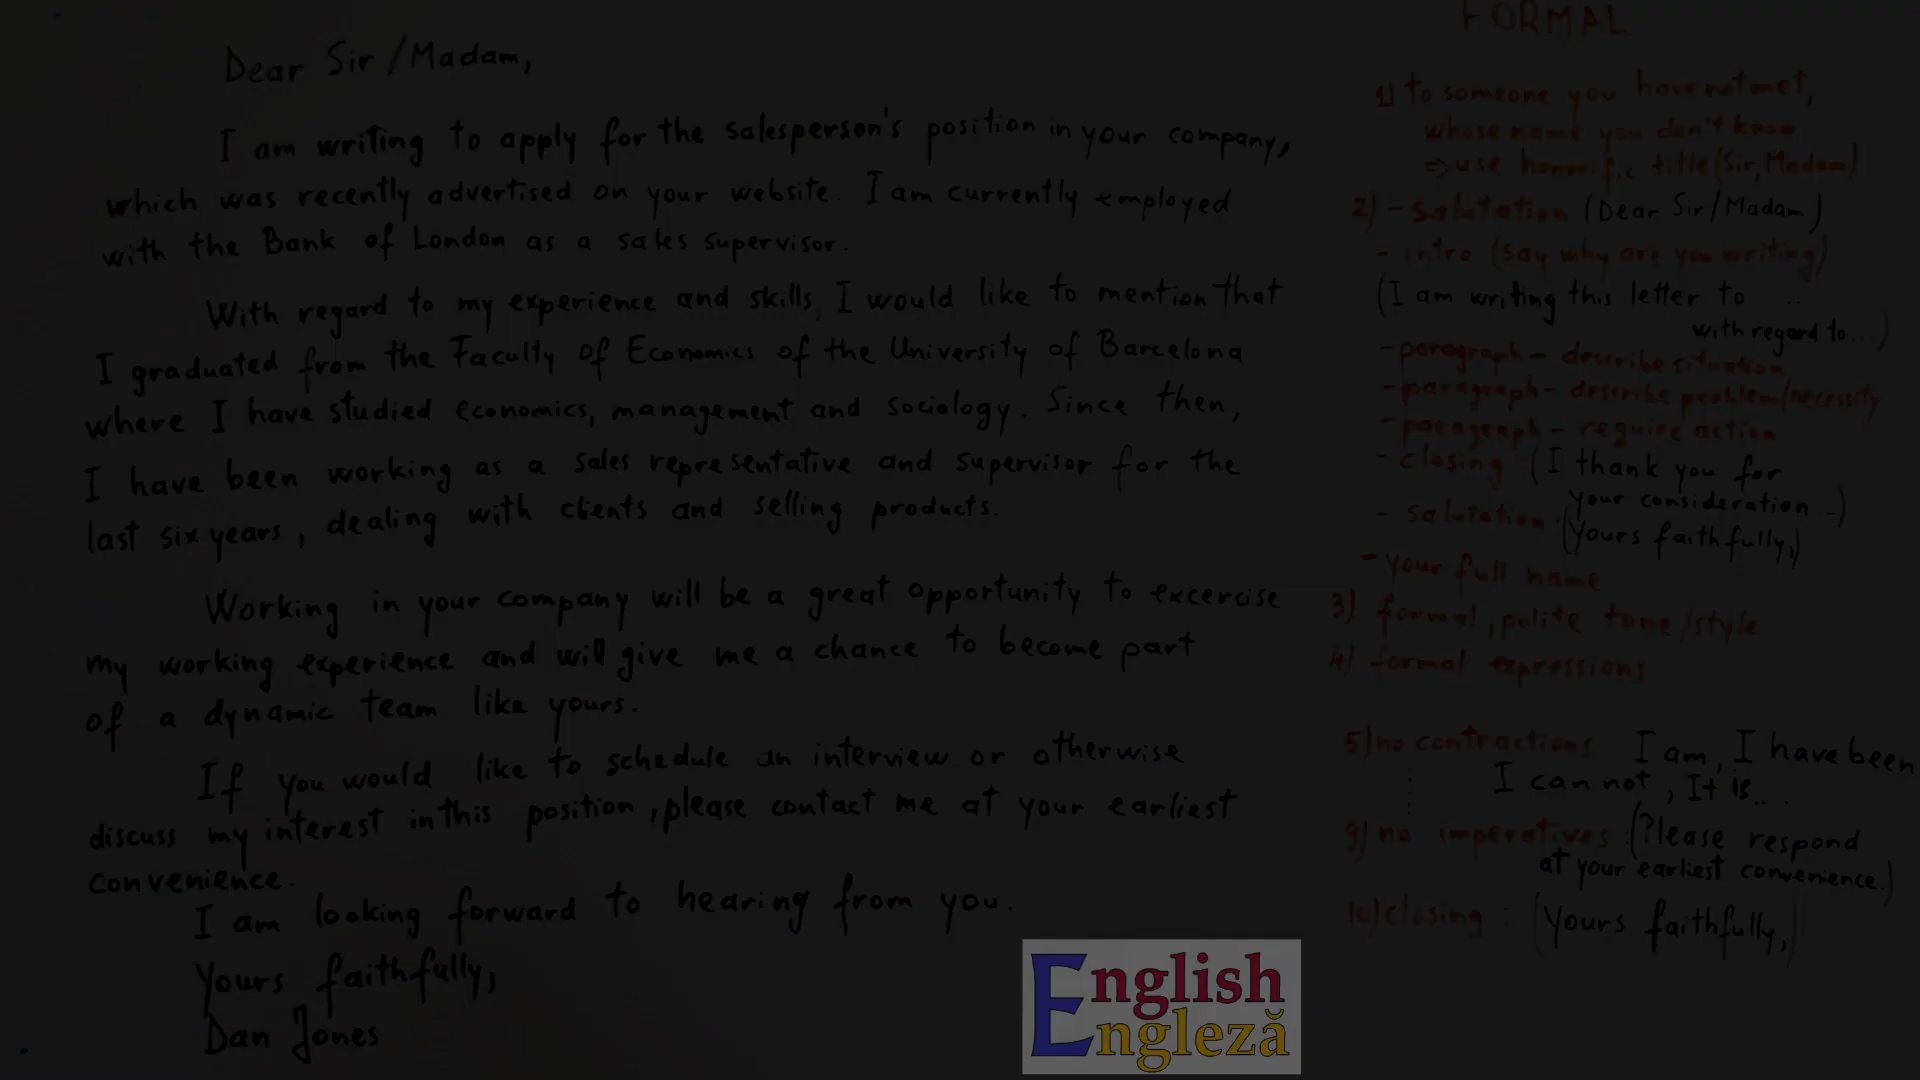 Dear Sir/Madam,
I am writing to apply for the salesperson's position in your company,
which was recently advertised on your website. I am currently employed
with the Bank of London as a sales supervisor.
With regard to my experience and skills, I would like to mention that
I graduated from the Faculty of Economics of the University of Barcelona
where I have studied economics, management and sociology. Since then,
I have been working as a sales representative and supervisor for the
last six years, dealing with clients and selling products.
Working in your company will be a great opportunity to excercise
my working experience and will give me a chance to become part
of a dynamic team like yours.
If you would like to schedule an interview or otherwise
discuss my interest in this position, please contact me at your earliest
convenience.
I am looking forward to hearing from you.
Yours faithfully,
Dan Jones
FORMAL
1) to someone you have not met,
whose name you don't know
⇒ use honorific title (Sir, Madam)
2) - salutation (Dear Sir/Madam)
- intro (say why are you writing)
(I am writing this letter to ...
with regard to...)
- paragraph - describe situation
- paragraph - describe problem/necessity
- paragraph - require action
- closing (I thank you for
your consideration -)
- salutation (Yours faithfully,)
- your full name
3) formal, polite tone/style
4) formal expressions
5) no contractions I am, I have been
I can not, It is...
9) no imperatives (Please respond
at your earliest convenience.)
10) closing : (Yours faithfully,)
English
Engleză